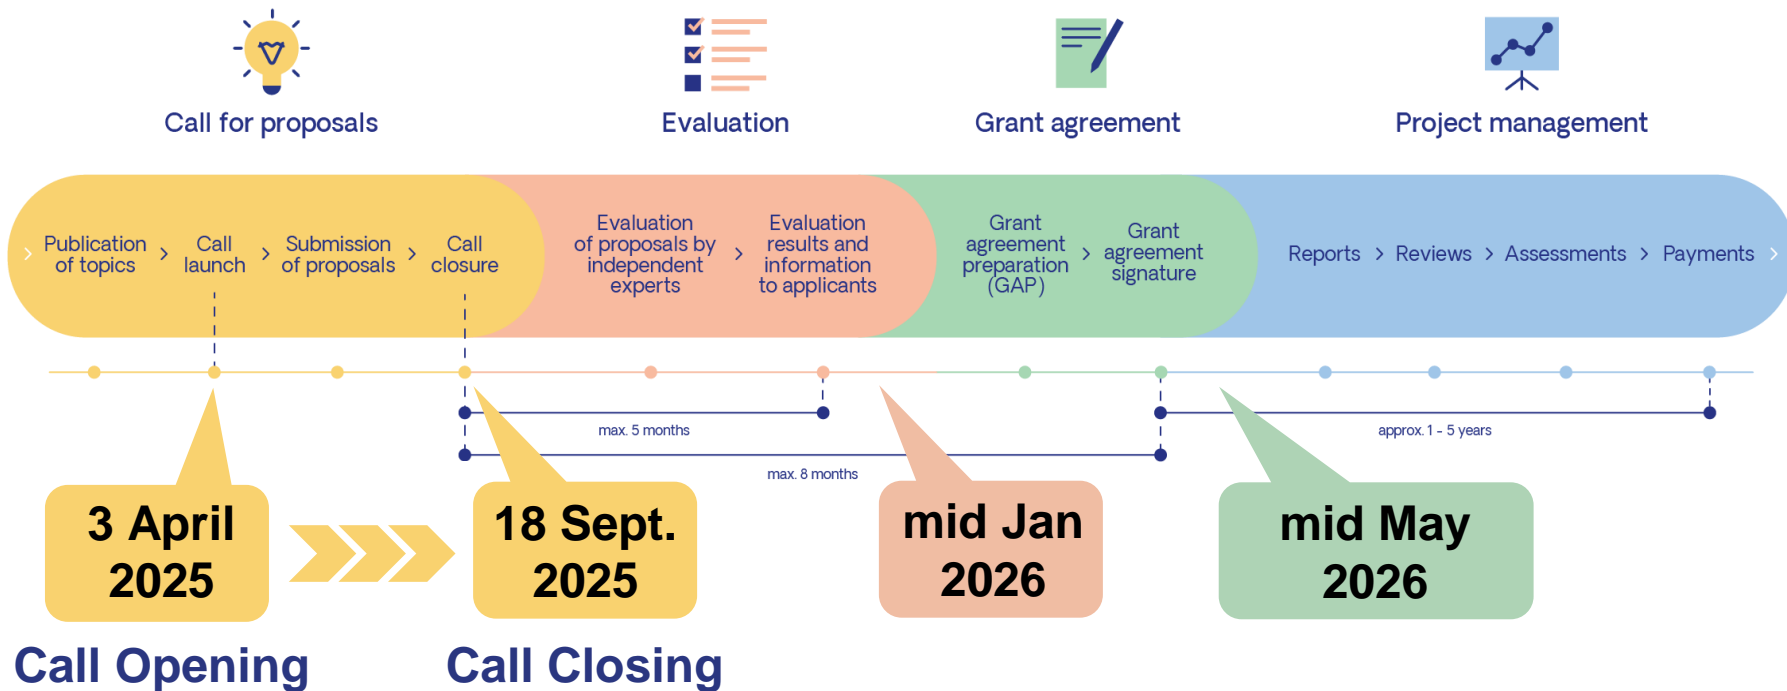 Call for proposals
Evaluation
Grant agreement
Project management
Publication
of topics
Call
launch
Submission
of proposals
Call
closure
Evaluation
of proposals by
independent
experts
Evaluation
results and
information
to applicants
Grant
agreement
preparation
(GAP)
Grant
agreement
signature
Reports
Reviews
Assessments
Payments
max. 5 months
approx. 1 - 5 years
max. 8 months
3 April
2025
18 Sept.
2025
mid Jan
2026
mid May
2026
Call Opening
Call Closing